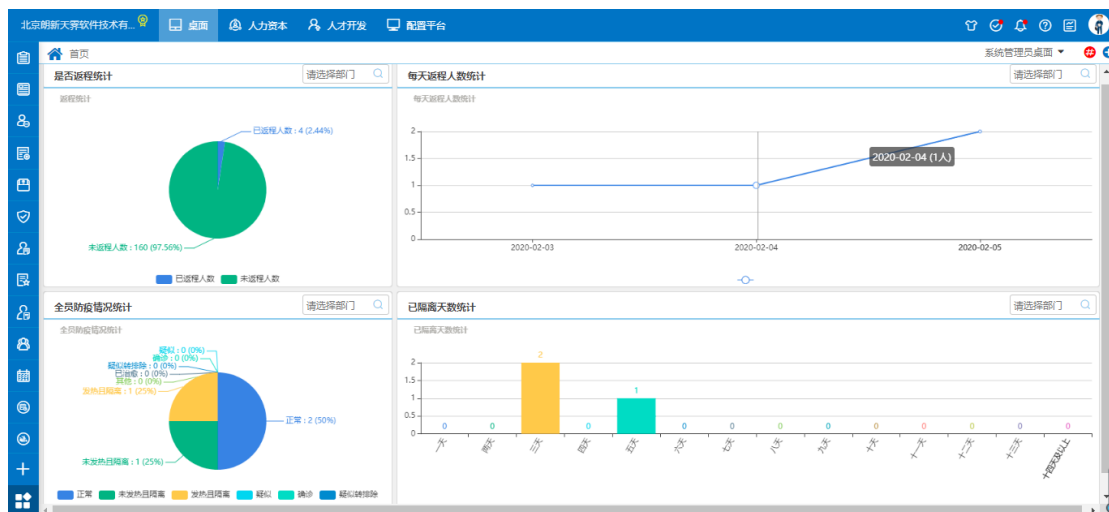 北京朗新天霁软件技术有... 桌面 人力资本 人才开发 配置平台
首页 系统管理员桌面
是否返程统计 请选择部门
返程统计
已返程人数：4 (2.44%)
未返程人数：160 (97.56%)
已返程人数 未返程人数
每天返程人数统计 请选择部门
每天返程人数统计
2
1.5
1
0.5
0
2020-02-04 (1人)
2020-02-03 2020-02-04 2020-02-05
全员防疫情况统计 请选择部门
全员防疫情况统计
疑似：0 (0%)
确诊：0 (0%)
疑似转排除：0 (0%)
已治愈：0 (0%)
其他：0 (0%)
发热且隔离：1 (25%)
正常：2 (50%)
未发热且隔离：1 (25%)
正常 未发热且隔离 发热且隔离 疑似 确诊 疑似转排除
已隔离天数统计 请选择部门
已隔离天数统计
2
1.5
1
0.5
0
0 0 2 0 1 0 0 0 0 0 0 0 0 0
一天 两天 三天 四天 五天 六天 七天 八天 九天 十天 十一天 十二天 十三天 十四天及以上